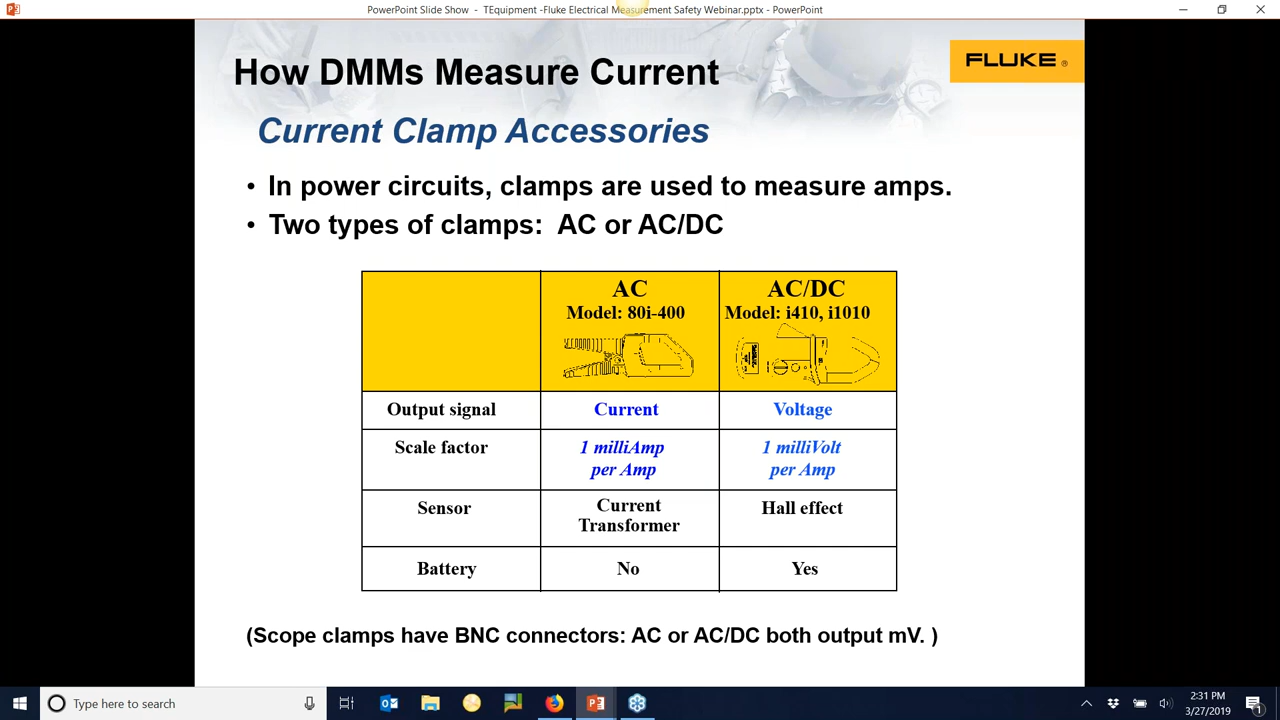 PowerPoint Slide Show - TEquipment -Fluke Electrical Measurement Safety Webinar.pptx - PowerPoint
How DMMs Measure Current
FLUKE ®
Current Clamp Accessories
• In power circuits, clamps are used to measure amps.
• Two types of clamps: AC or AC/DC
AC
Model: 80i-400
AC/DC
Model: i410, i1010
Output signal
Current
Voltage
Scale factor
1 milliAmp
per Amp
1 milliVolt
per Amp
Sensor
Current
Transformer
Hall effect
Battery
No
Yes
(Scope clamps have BNC connectors: AC or AC/DC both output mV. )
Type here to search
2:31 PM
3/27/2019
1